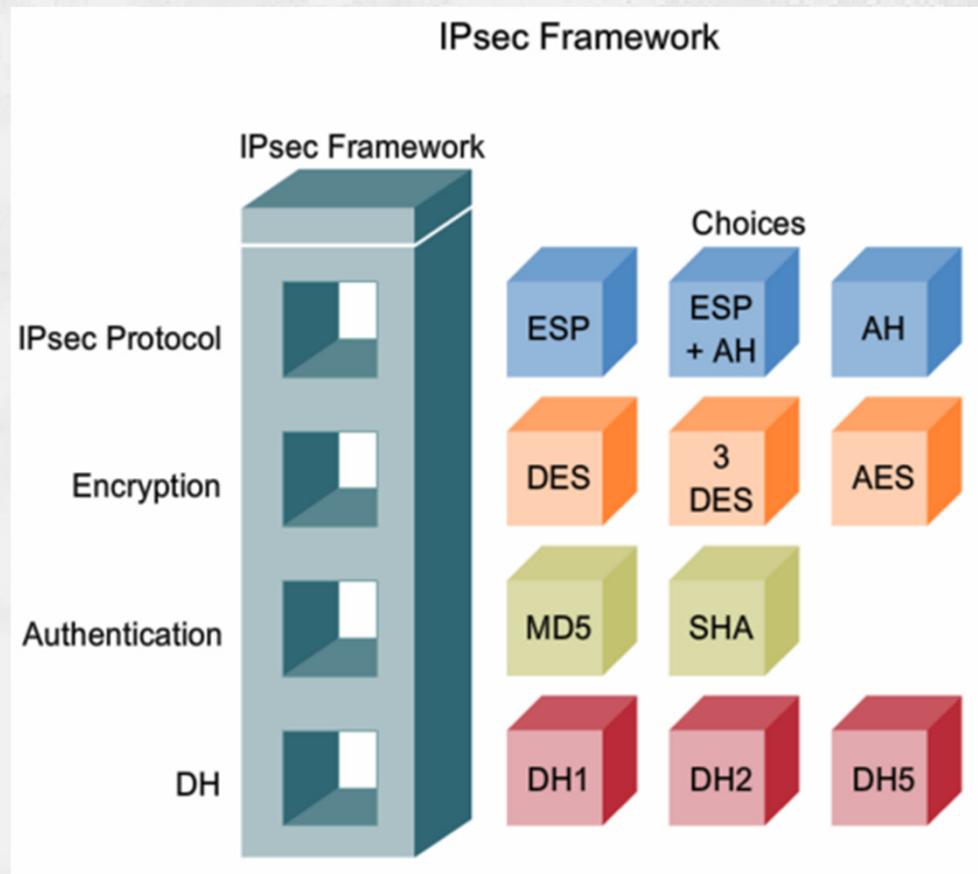 IPsec Framework
IPsec Framework
Choices
IPsec Protocol
ESP
ESP
+ AH
AH
Encryption
DES
3
DES
AES
Authentication
MD5
SHA
DH
DH1
DH2
DH5